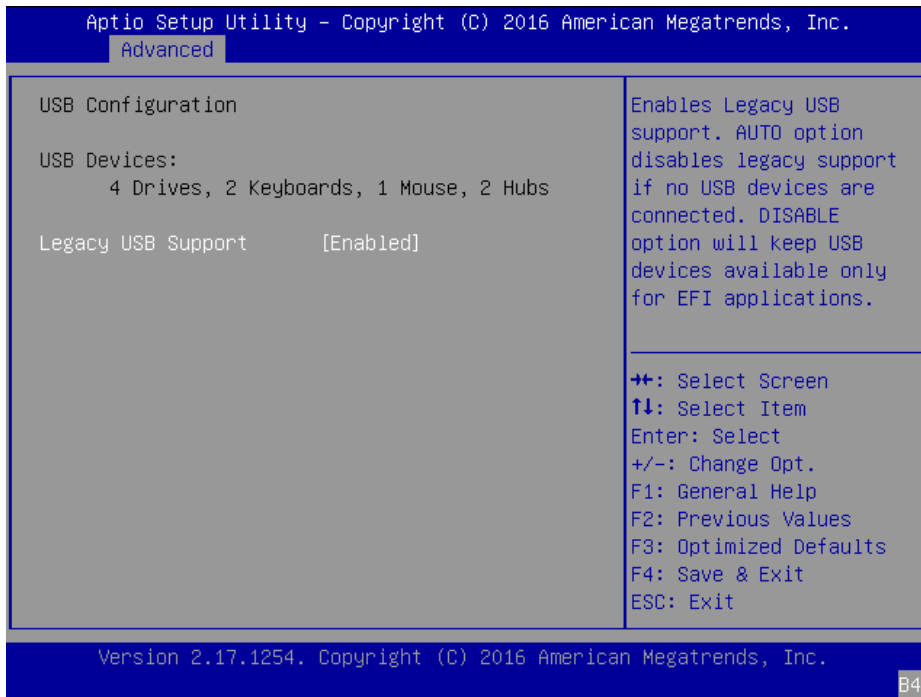 Aptio Setup Utility – Copyright (C) 2016 American Megatrends, Inc.
Advanced
USB Configuration
USB Devices:
4 Drives, 2 Keyboards, 1 Mouse, 2 Hubs
Legacy USB Support [Enabled]
Enables Legacy USB
support. AUTO option
disables legacy support
if no USB devices are
connected. DISABLE
option will keep USB
devices available only
for EFI applications.
→←: Select Screen
↑↓: Select Item
Enter: Select
+/-: Change Opt.
F1: General Help
F2: Previous Values
F3: Optimized Defaults
F4: Save & Exit
ESC: Exit
Version 2.17.1254. Copyright (C) 2016 American Megatrends, Inc.
B4